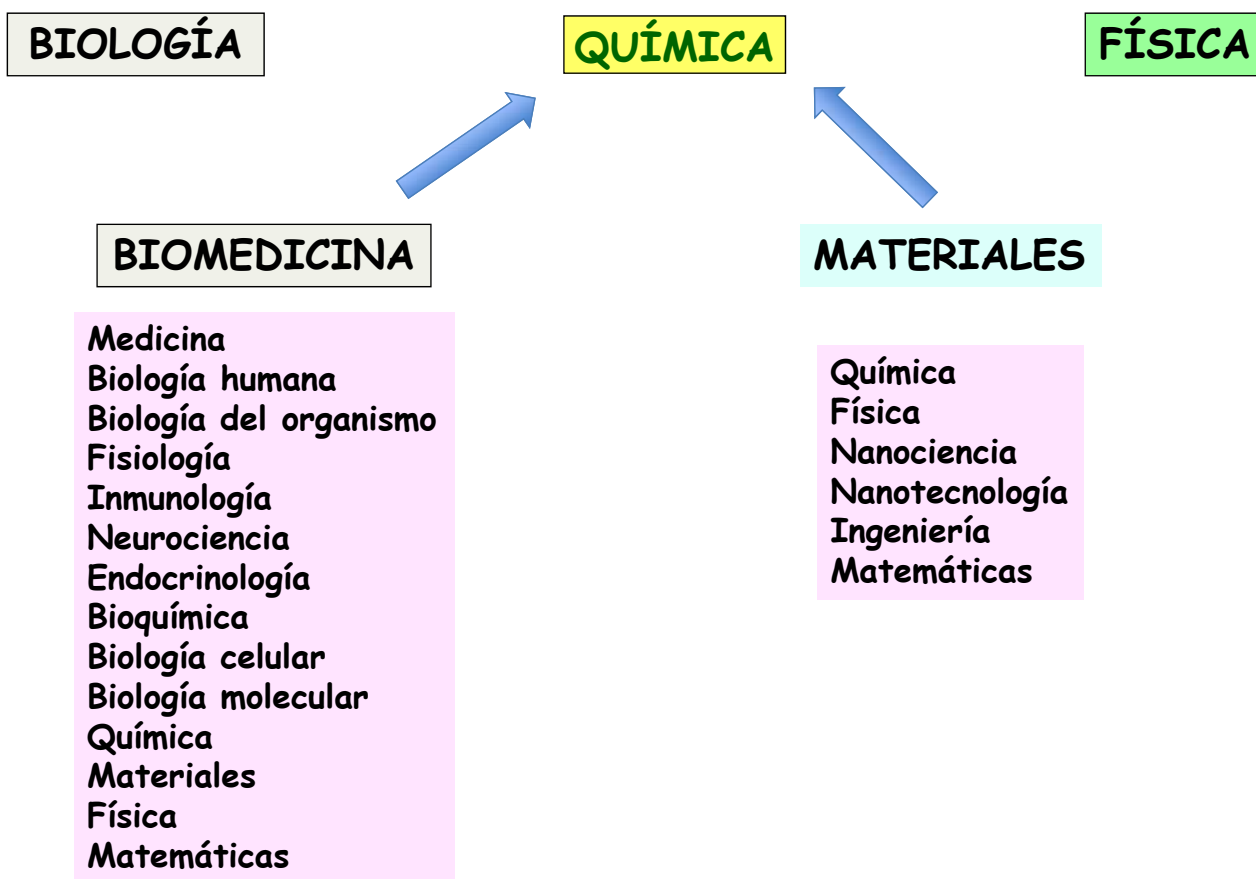 BIOLOGÍA
QUÍMICA
FÍSICA
BIOMEDICINA
MATERIALES
Medicina
Biología humana
Biología del organismo
Fisiología
Inmunología
Neurociencia
Endocrinología
Bioquímica
Biología celular
Biología molecular
Química
Materiales
Física
Matemáticas
Química
Física
Nanociencia
Nanotecnología
Ingeniería
Matemáticas